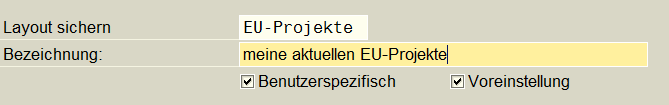 Layout sichern EU-Projekte
Bezeichnung: meine aktuellen EU-Projekte
Benutzerspezifisch Voreinstellung